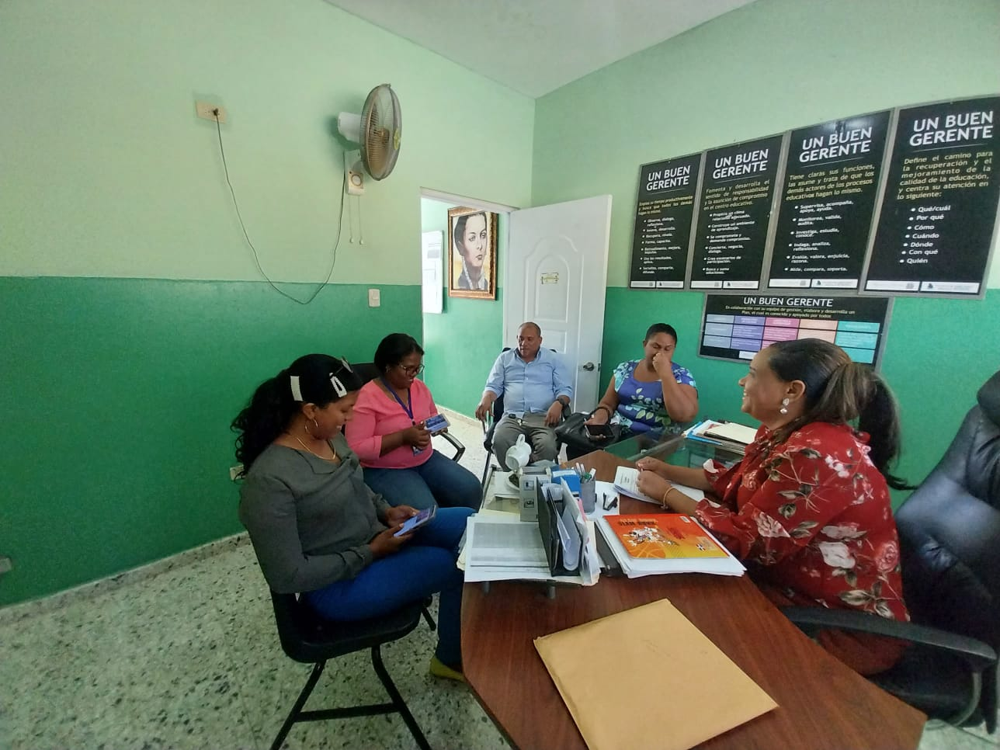 UN BUEN
GERENTE
Emplea su tiempo productivamente
y busca que todos los demás
hagan lo mismo.
Observa, dialoga,
reflexiona.
Innova, desarrolla.
Recupera, nivela.
Forma, capacita.
Retroalimenta, mejora,
impulsa.
Usa los resultados,
aplica.
Socializa, comparte,
difunde.
UN BUEN
GERENTE
Fomenta y desarrolla el
sentido de responsabilidad
y la asunción de compromiso
en el centro educativo.
Propicia un clima
relacional adecuado.
Construye un ambiente
de aprendizaje.
Se compromete y
demanda compromiso.
Concierta, negocia,
dialoga.
Crea escenarios de
participación.
Busca y suma
soluciones.
UN BUEN
GERENTE
Tiene claras sus funciones,
las asume y trata de que los
demás actores de los procesos
educativos hagan lo mismo.
Supervisa, acompaña,
apoya, ayuda.
Monitorea, valida,
audita.
Investiga, estudia,
conoce.
Indaga, analiza,
reflexiona.
Evalúa, valora, enjuicia,
razona.
Mide, compara, soporta.
UN BUEN
GERENTE
Define el camino para
la recuperación y el
mejoramiento de la
calidad de la educación,
y centra su atención en
lo siguiente:
Qué/cuál
Por qué
Cómo
Cuándo
Dónde
Con qué
Quién
UN BUEN GERENTE
En colaboración con su equipo de gestión, elabora y desarrolla un
Plan, el cual es conocido y apoyado por todos